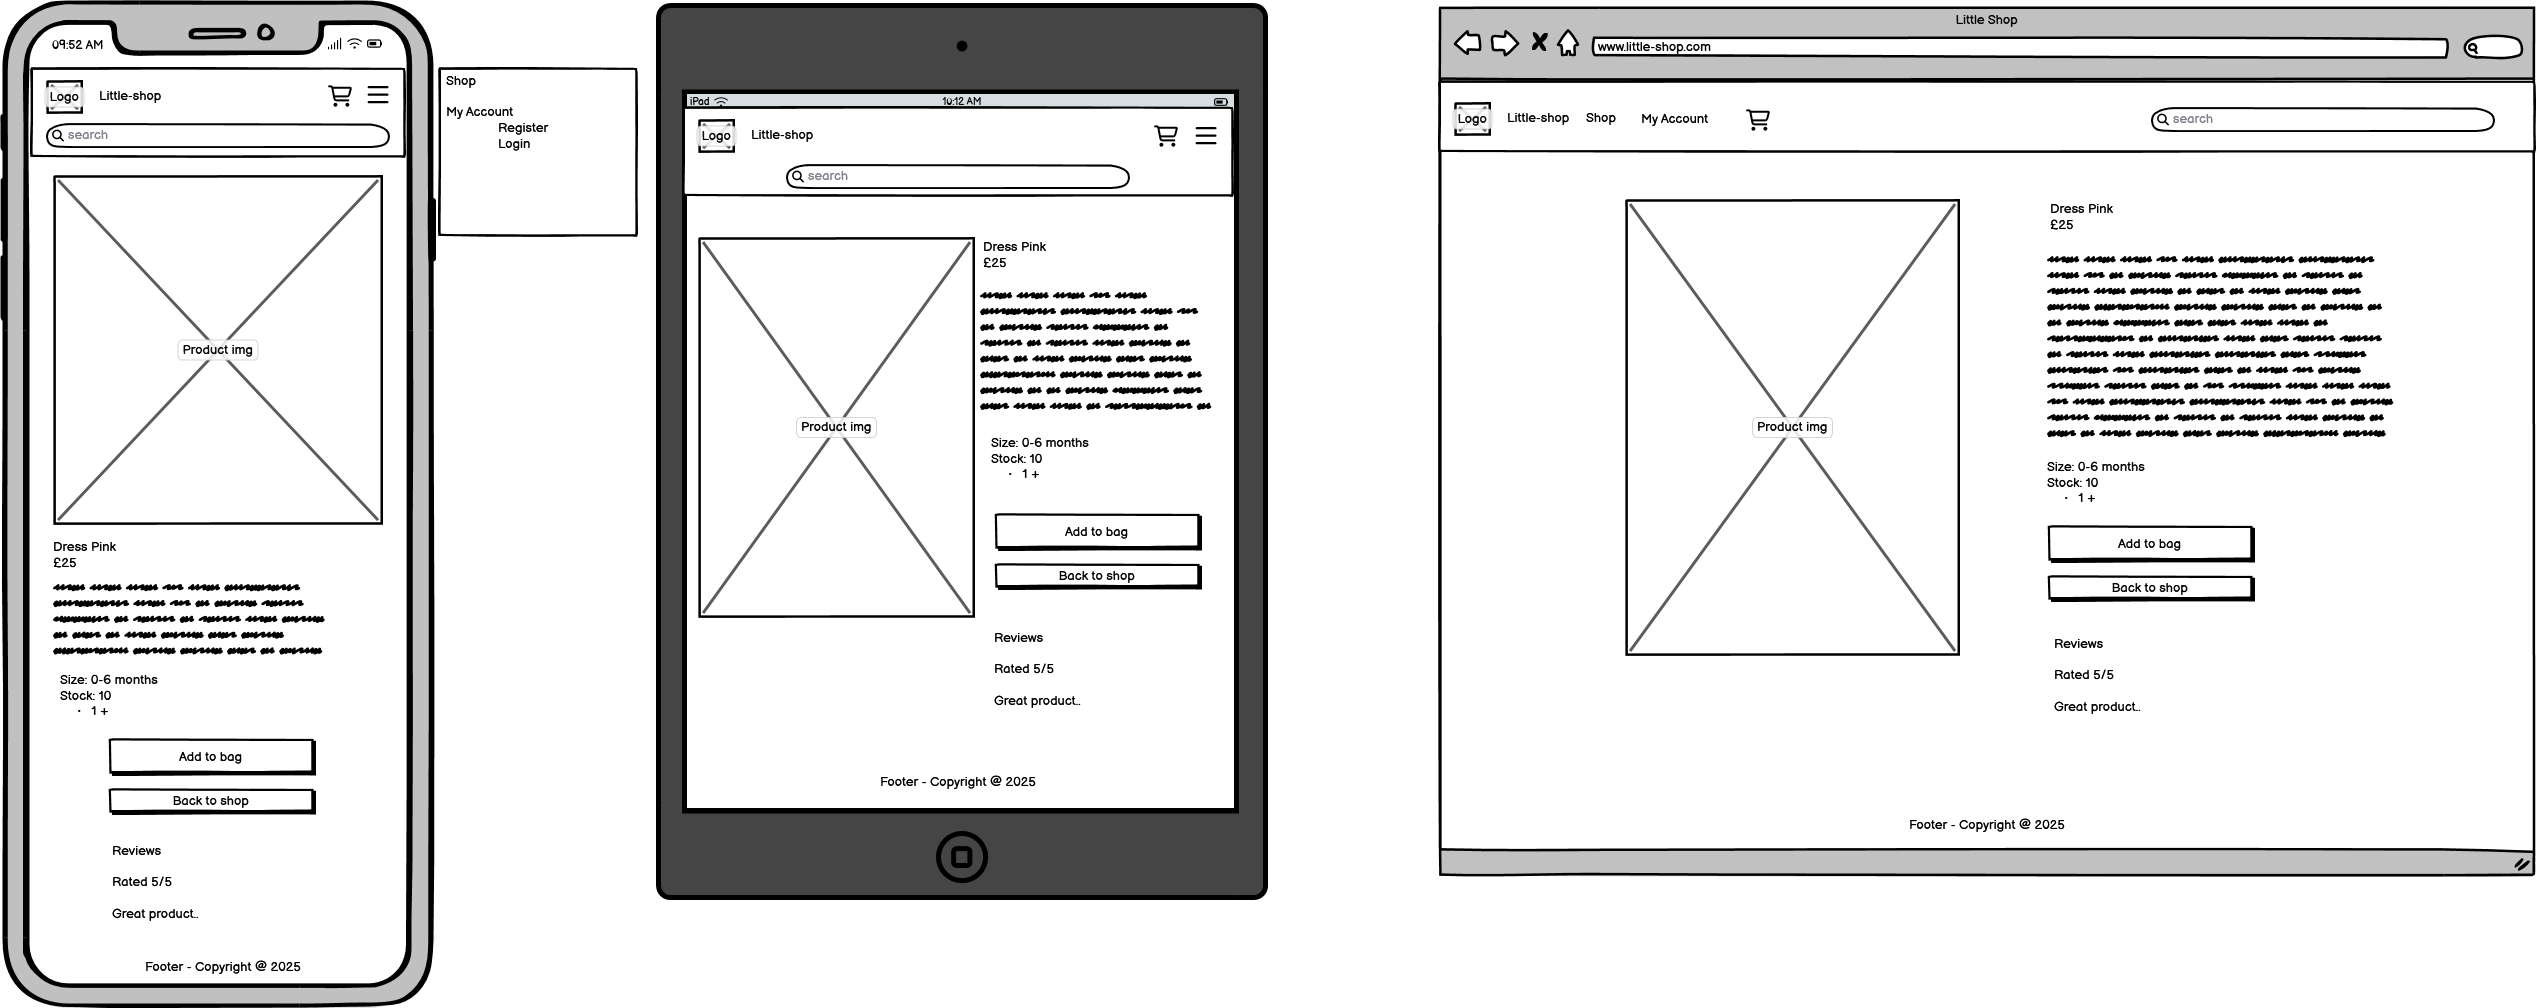 09:52 AM
Logo
Little-shop
search
Product img
Dress Pink
£25
Size: 0-6 months
Stock: 10
· 1 +
Add to bag
Back to shop
Reviews
Rated 5/5
Great product..
Footer - Copyright @ 2025
Shop
My Account
Register
Login
iPad
10:12 AM
Logo
Little-shop
search
Product img
Dress Pink
£25
Size: 0-6 months
Stock: 10
· 1 +
Add to bag
Back to shop
Reviews
Rated 5/5
Great product..
Footer - Copyright @ 2025
Little Shop
www.little-shop.com
Logo
Little-shop
Shop
My Account
search
Product img
Dress Pink
£25
Size: 0-6 months
Stock: 10
· 1 +
Add to bag
Back to shop
Reviews
Rated 5/5
Great product..
Footer - Copyright @ 2025